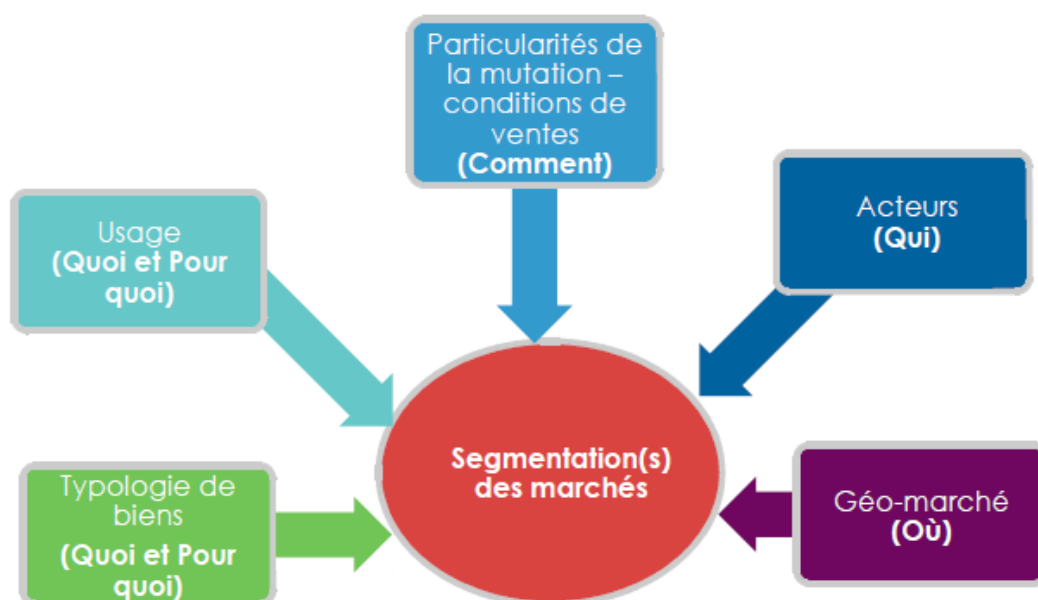 Particularités de
la mutation –
conditions de
ventes
(Comment)
Usage
(Quoi et Pour
quoi)
Acteurs
(Qui)
Segmentation(s)
des marchés
Typologie de
biens
(Quoi et Pour
quoi)
Géo-marché
(Où)